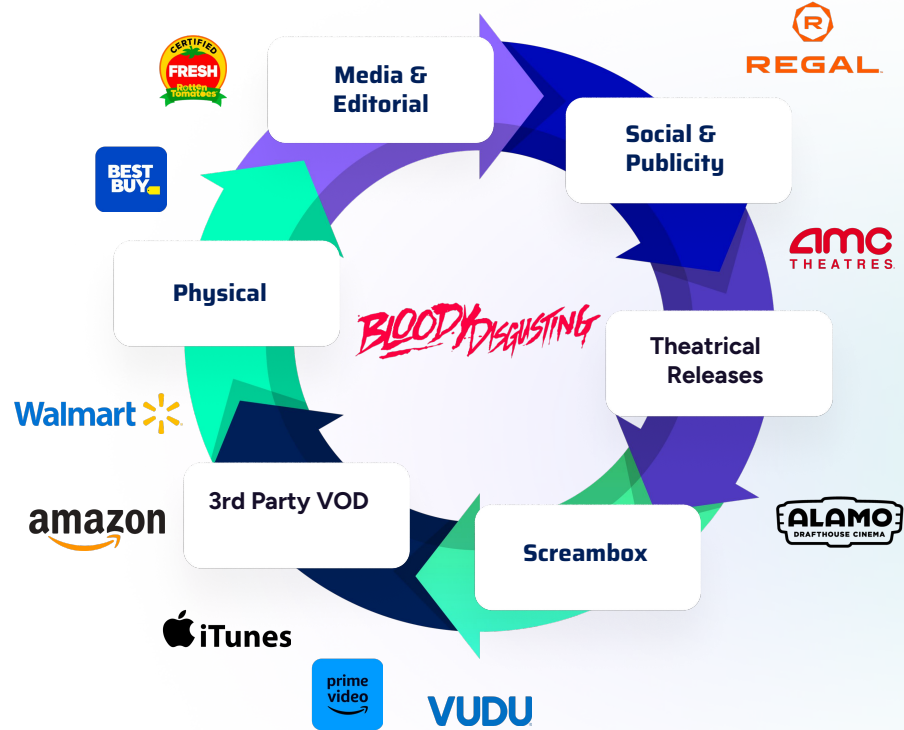 CERTIFIED
FRESH
Rotten
Tomatoes
R
REGAL
Media &
Editorial
Social &
Publicity
BEST
BUY
amc
THEATRES
Physical
BLOODY DISGUSTING
Theatrical
Releases
Walmart
3rd Party VOD
amazon
ALAMO
DRAFTHOUSE CINEMA
Screambox
iTunes
prime
video
VUDU